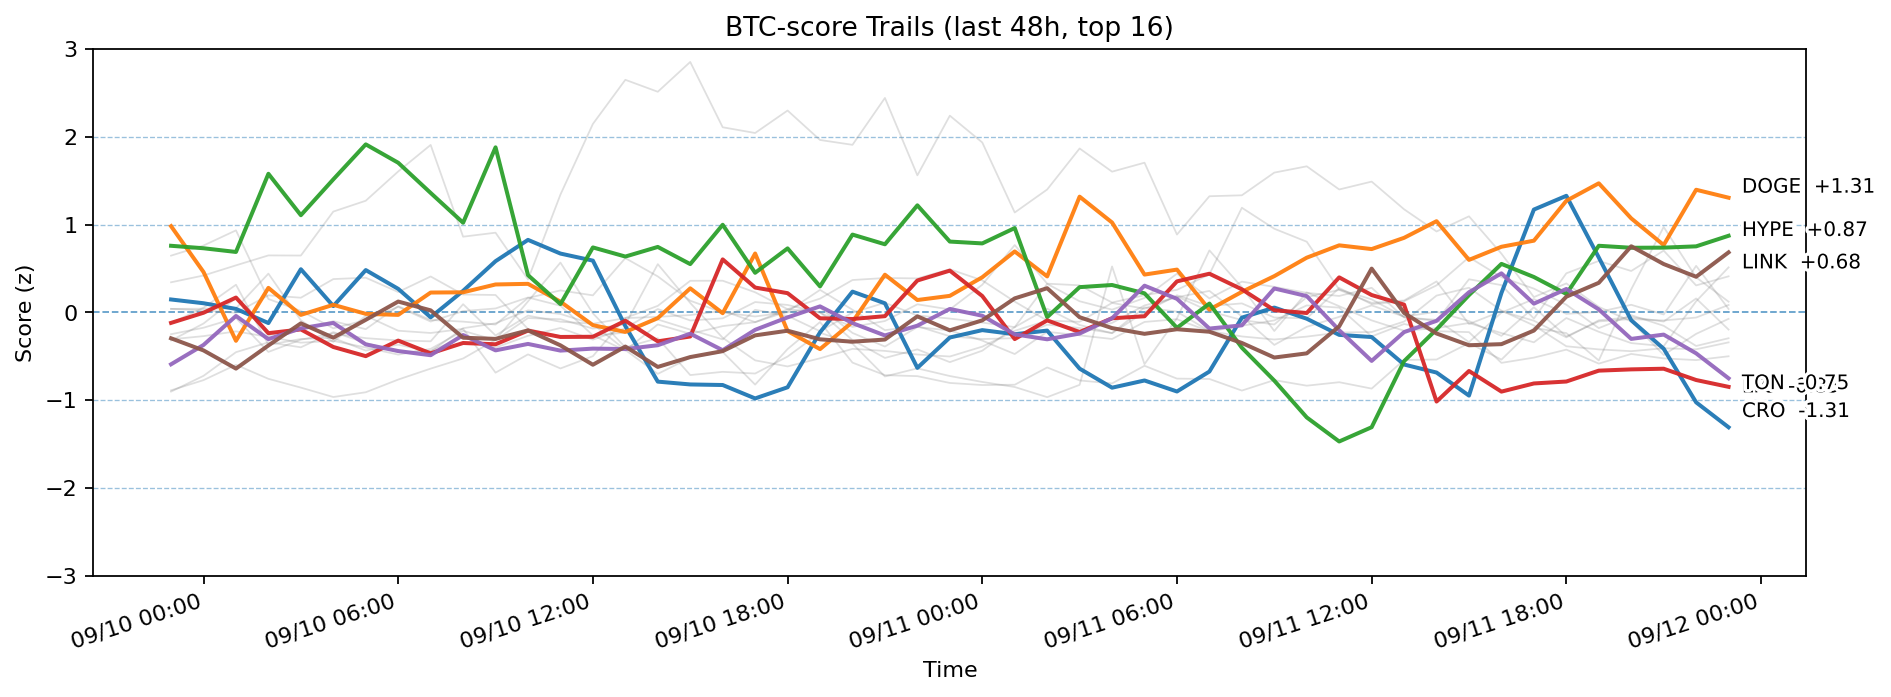 BTC-score Trails (last 48h, top 16)
Score (z)
3
2
1
0
−1
−2
−3
DOGE +1.31
HYPE +0.87
LINK +0.68
TON -0.75
CRO -1.31
09/10 00:00
09/10 06:00
09/10 12:00
09/10 18:00
09/11 00:00
09/11 06:00
09/11 12:00
09/11 18:00
09/12 00:00
Time